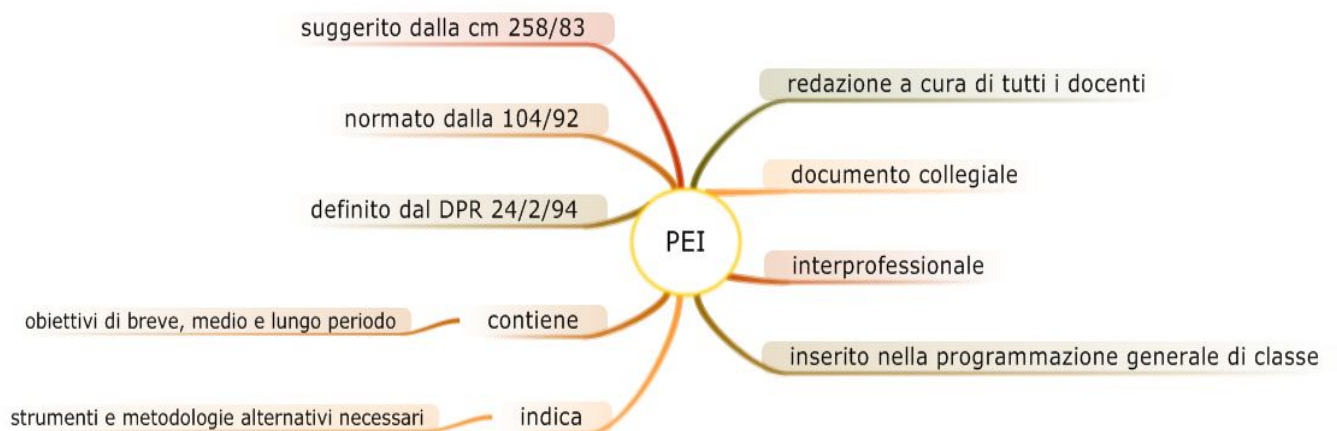 suggerito dalla cm 258/83
normato dalla 104/92
definito dal DPR 24/2/94
PEI
contiene
obiettivi di breve, medio e lungo periodo
indica
strumenti e metodologie alternativi necessari
redazione a cura di tutti i docenti
documento collegiale
interprofessionale
inserito nella programmazione generale di classe